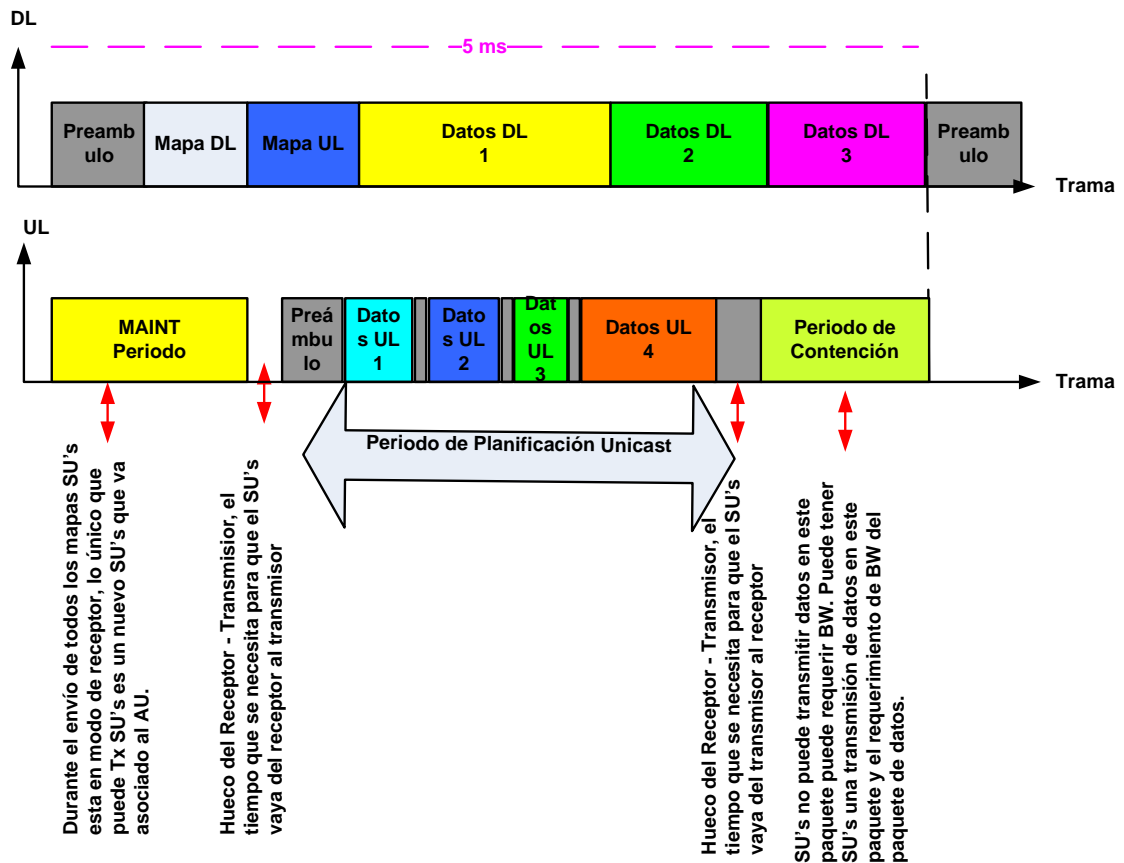 DL
5 ms
Preamb
ulo
Mapa DL
Mapa UL
Datos DL
1
Datos DL
2
Datos DL
3
Preamb
ulo
Trama
UL
MAINT
Periodo
Preá
mbu
lo
Dato
s UL
1
Dato
s UL
2
Dat
os
UL
3
Datos UL
4
Periodo de
Contención
Trama
Periodo de Planificación Unicast
Durante el envío de todos los mapas SU's
esta en modo de receptor, lo único que
puede Tx SU's es un nuevo SU's que va
asociado al AU.
Hueco del Receptor - Transmisior, el
tiempo que se necesita para que el SU's
vaya del receptor al transmisor
Hueco del Receptor - Transmisor, el
tiempo que se necesita para que el SU's
vaya del transmisor al receptor
SU's no puede transmitir datos en este
paquete puede requerir BW. Puede tener
SU's una transmisión de datos en este
paquete y el requerimiento de BW del
paquete de datos.